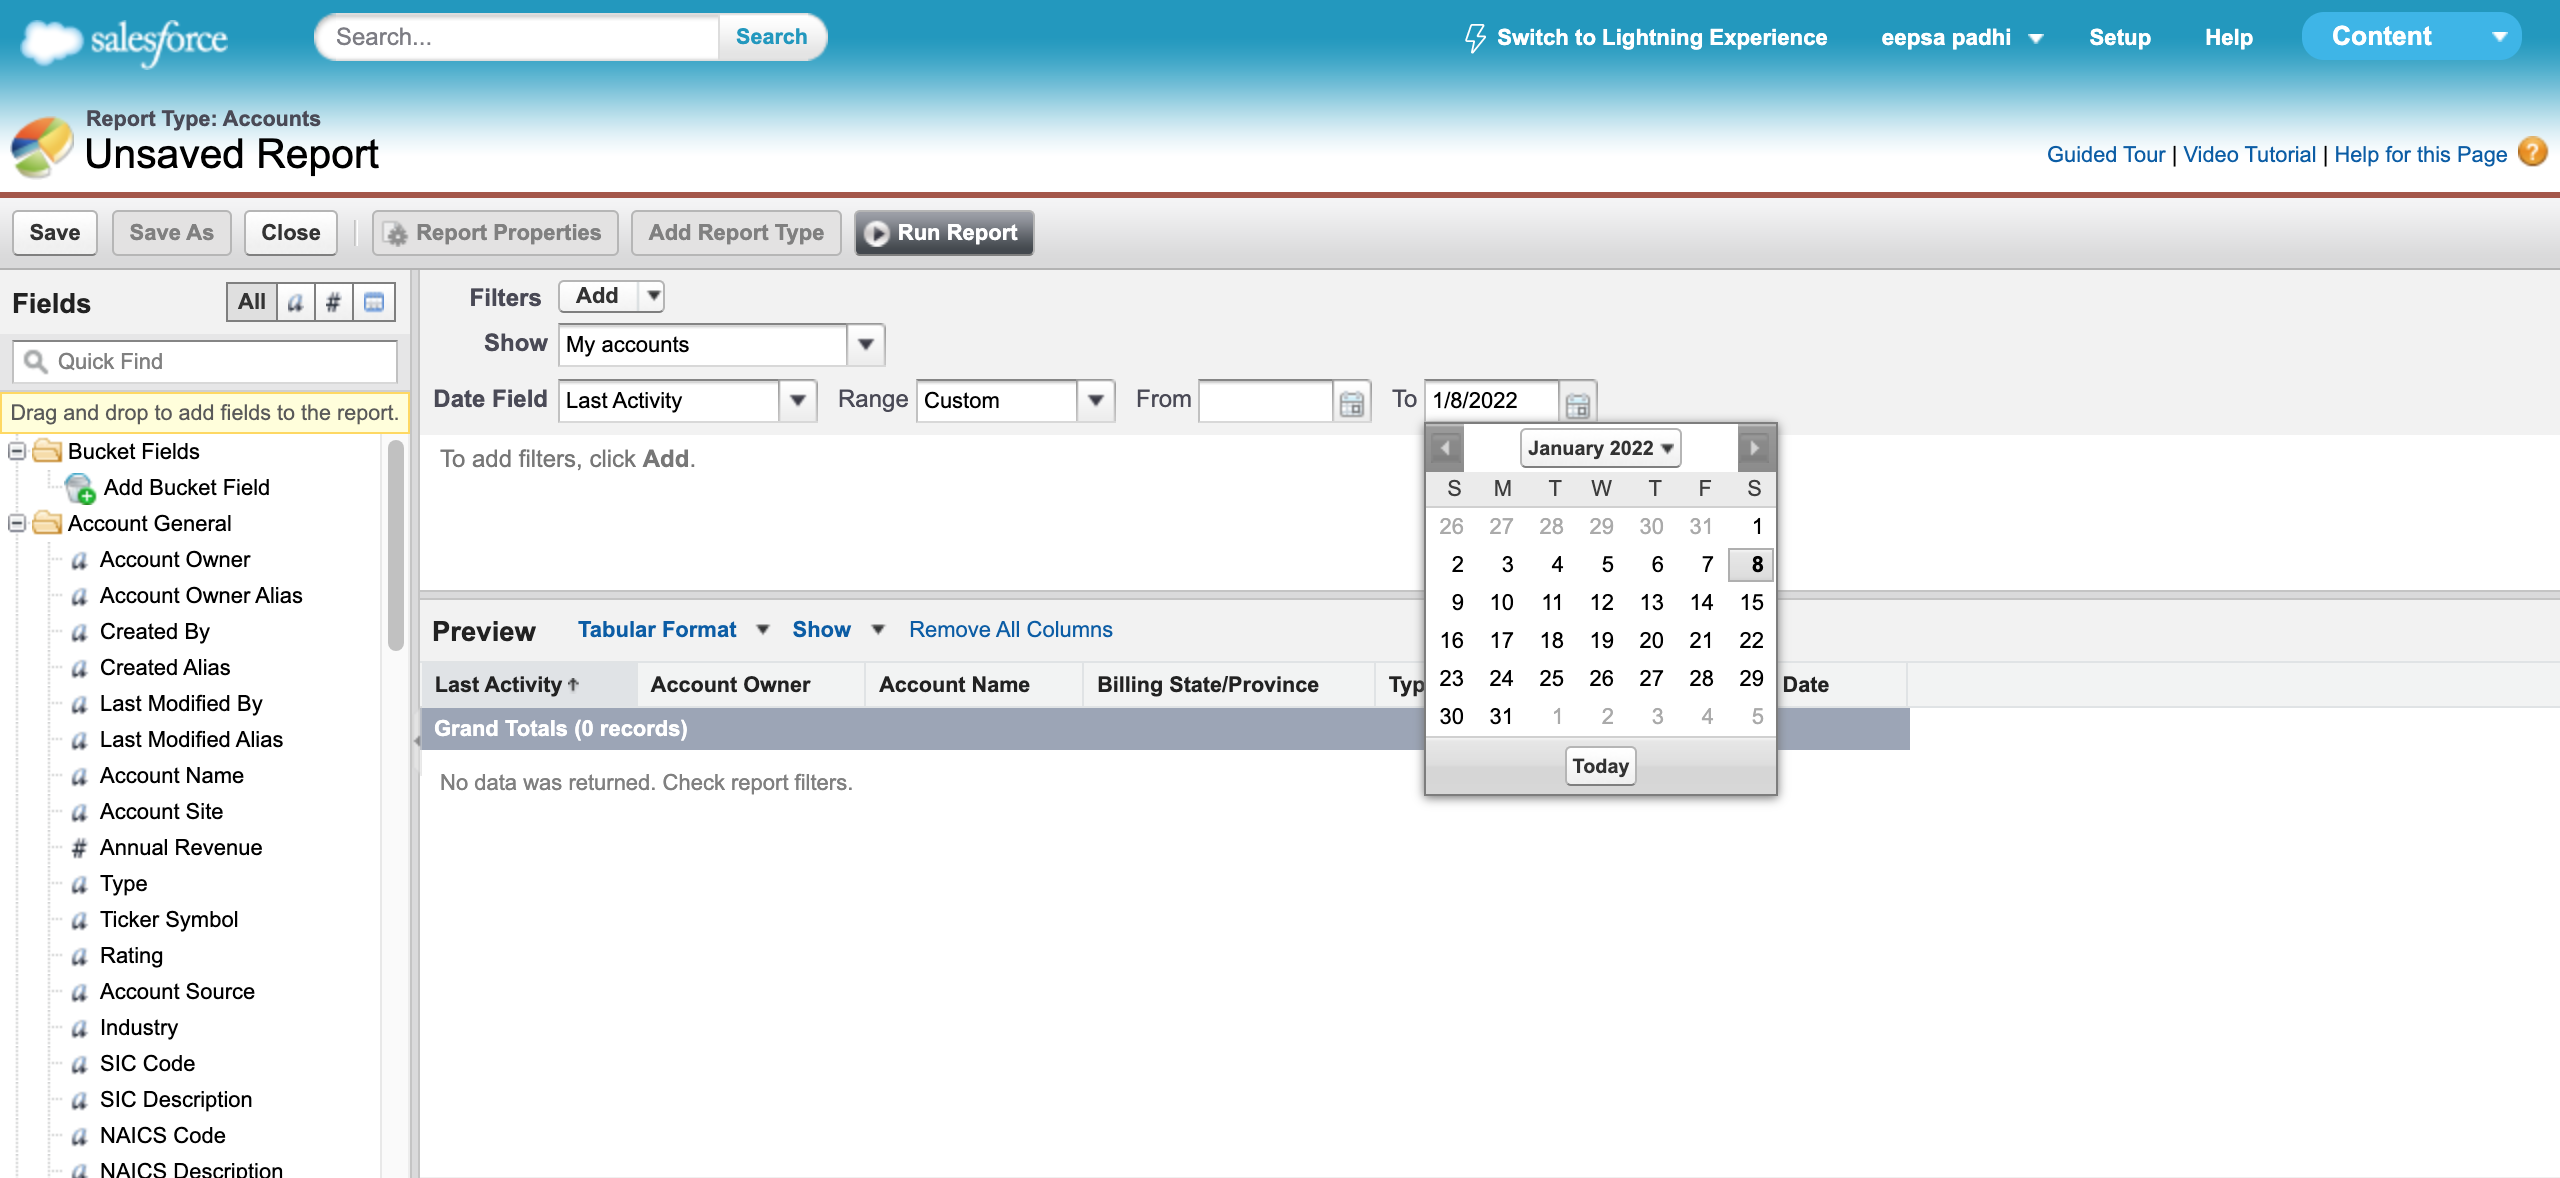 salesforce
Search...
Search
Switch to Lightning Experience
eepsa padhi
Setup
Help
Content
Report Type: Accounts
Unsaved Report
Guided Tour | Video Tutorial | Help for this Page
?
Save
Save As
Close
Report Properties
Add Report Type
Run Report
Fields
All
a
#
Quick Find
Drag and drop to add fields to the report.
Bucket Fields
Add Bucket Field
Account General
a Account Owner
a Account Owner Alias
a Created By
a Created Alias
a Last Modified By
a Last Modified Alias
a Account Name
a Account Site
# Annual Revenue
a Type
a Ticker Symbol
a Rating
a Account Source
a Industry
a SIC Code
a SIC Description
a NAICS Code
a NAICS Description
Filters Add
Show My accounts
Date Field Last Activity Range Custom From To 1/8/2022
To add filters, click Add.
January 2022
S M T W T F S
26 27 28 29 30 31 1
2 3 4 5 6 7 8
9 10 11 12 13 14 15
16 17 18 19 20 21 22
23 24 25 26 27 28 29
30 31 1 2 3 4 5
Today
Preview Tabular Format Show Remove All Columns
Last Activity Account Owner Account Name Billing State/Province Typ Date
Grand Totals (0 records)
No data was returned. Check report filters.